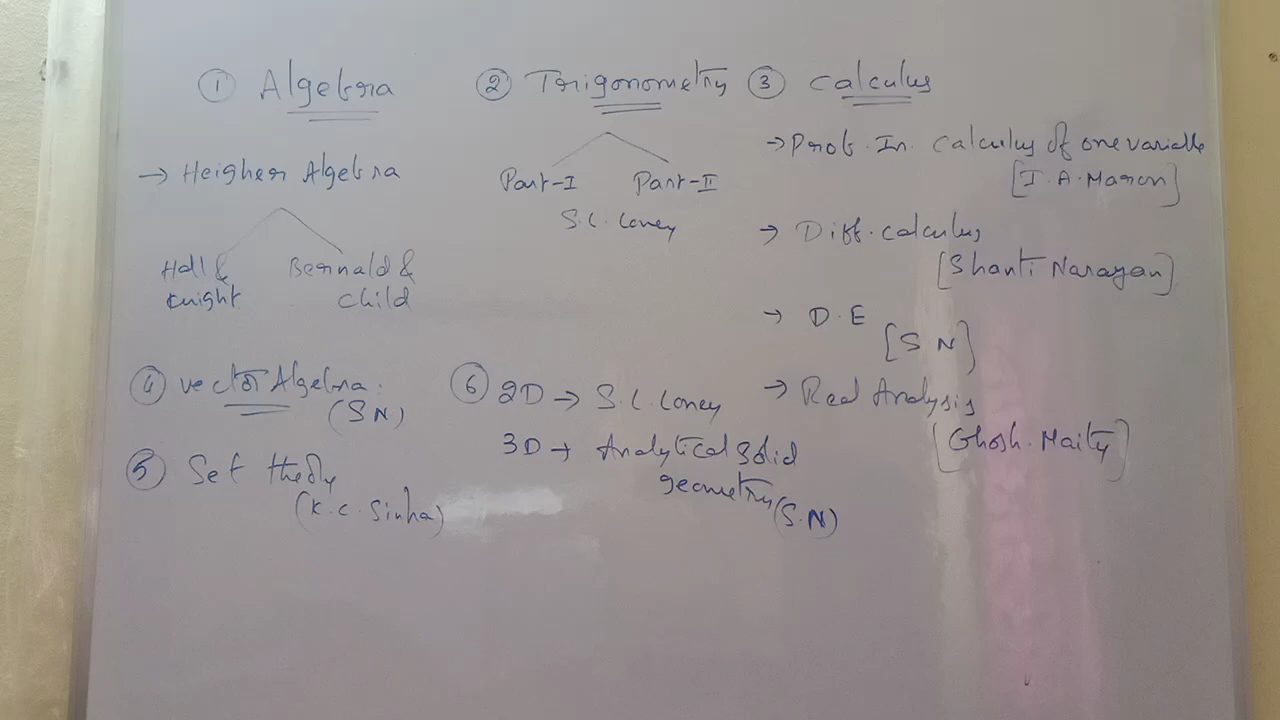 ① Algebra
→ Heigher Algebra
Hall &
Knight
Bernald &
Child
② Trigonometry
Part-I Part-II
S.L. Loney
③ Calculus
→ Prob. In. Calculus of one variable
[I. A. Maron]
→ Diff. calculus
[Shanti Narayan]
→ D.E
[S N]
→ Real Analysis
[Ghosh. Maity]
④ vector Algebra.
(S N)
⑤ Set theory
(K. C. Sinha)
⑥ 2D → S. L. Loney
3D → Analytical Solid
geometry
(S. N)